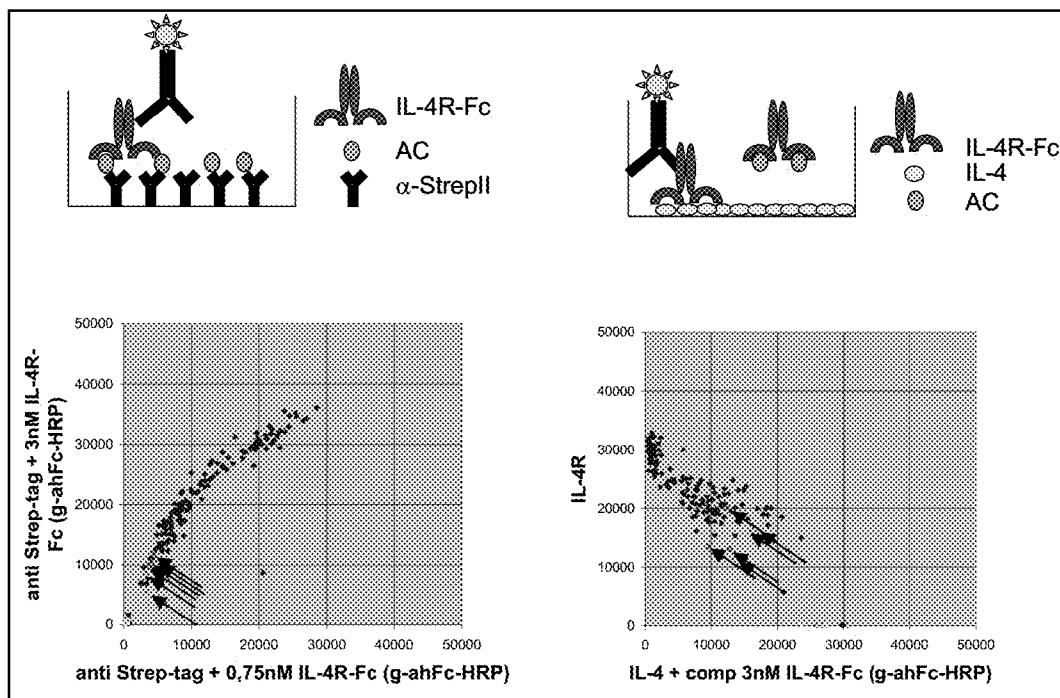 IL-4R-Fc
AC
α-StrepII
IL-4R-Fc
IL-4
AC
anti Strep-tag + 3nM IL-4R-
Fc (g-ahFc-HRP)
50000
40000
30000
20000
10000
0
0 10000 20000 30000 40000 50000
anti Strep-tag + 0,75nM IL-4R-Fc (g-ahFc-HRP)
IL-4R
50000
40000
30000
20000
10000
0
0 10000 20000 30000 40000 50000
IL-4 + comp 3nM IL-4R-Fc (g-ahFc-HRP)